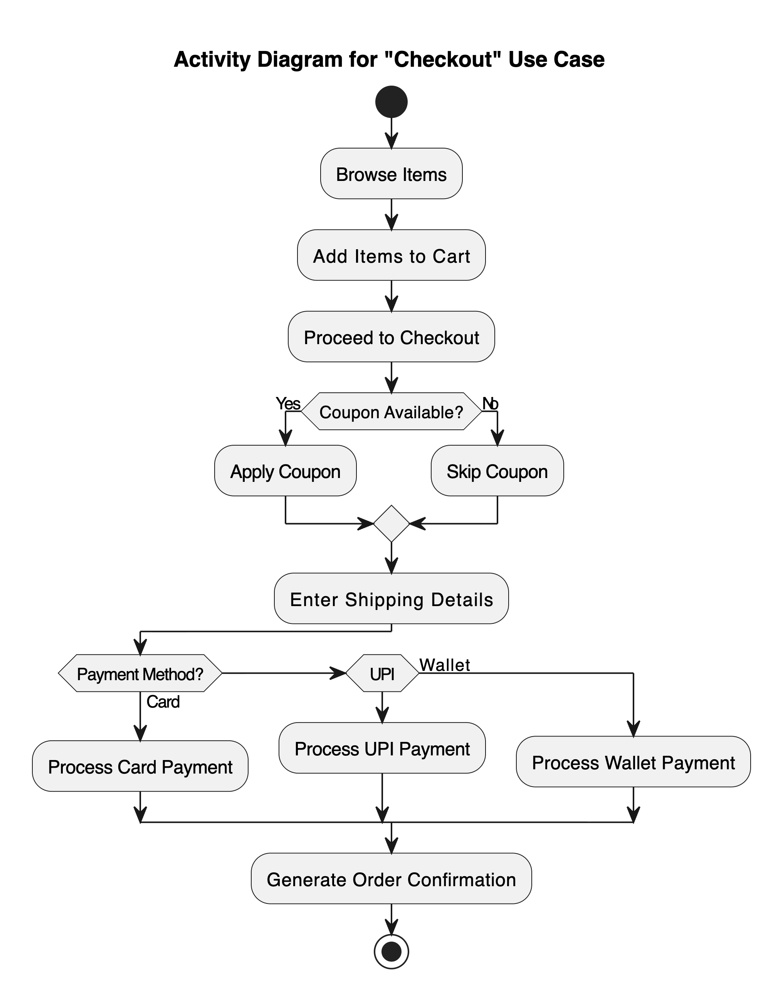 Activity Diagram for "Checkout" Use Case
Browse Items
Add Items to Cart
Proceed to Checkout
Yes
Coupon Available?
No
Apply Coupon
Skip Coupon
Enter Shipping Details
Payment Method?
UPI
Wallet
Card
Process Card Payment
Process UPI Payment
Process Wallet Payment
Generate Order Confirmation